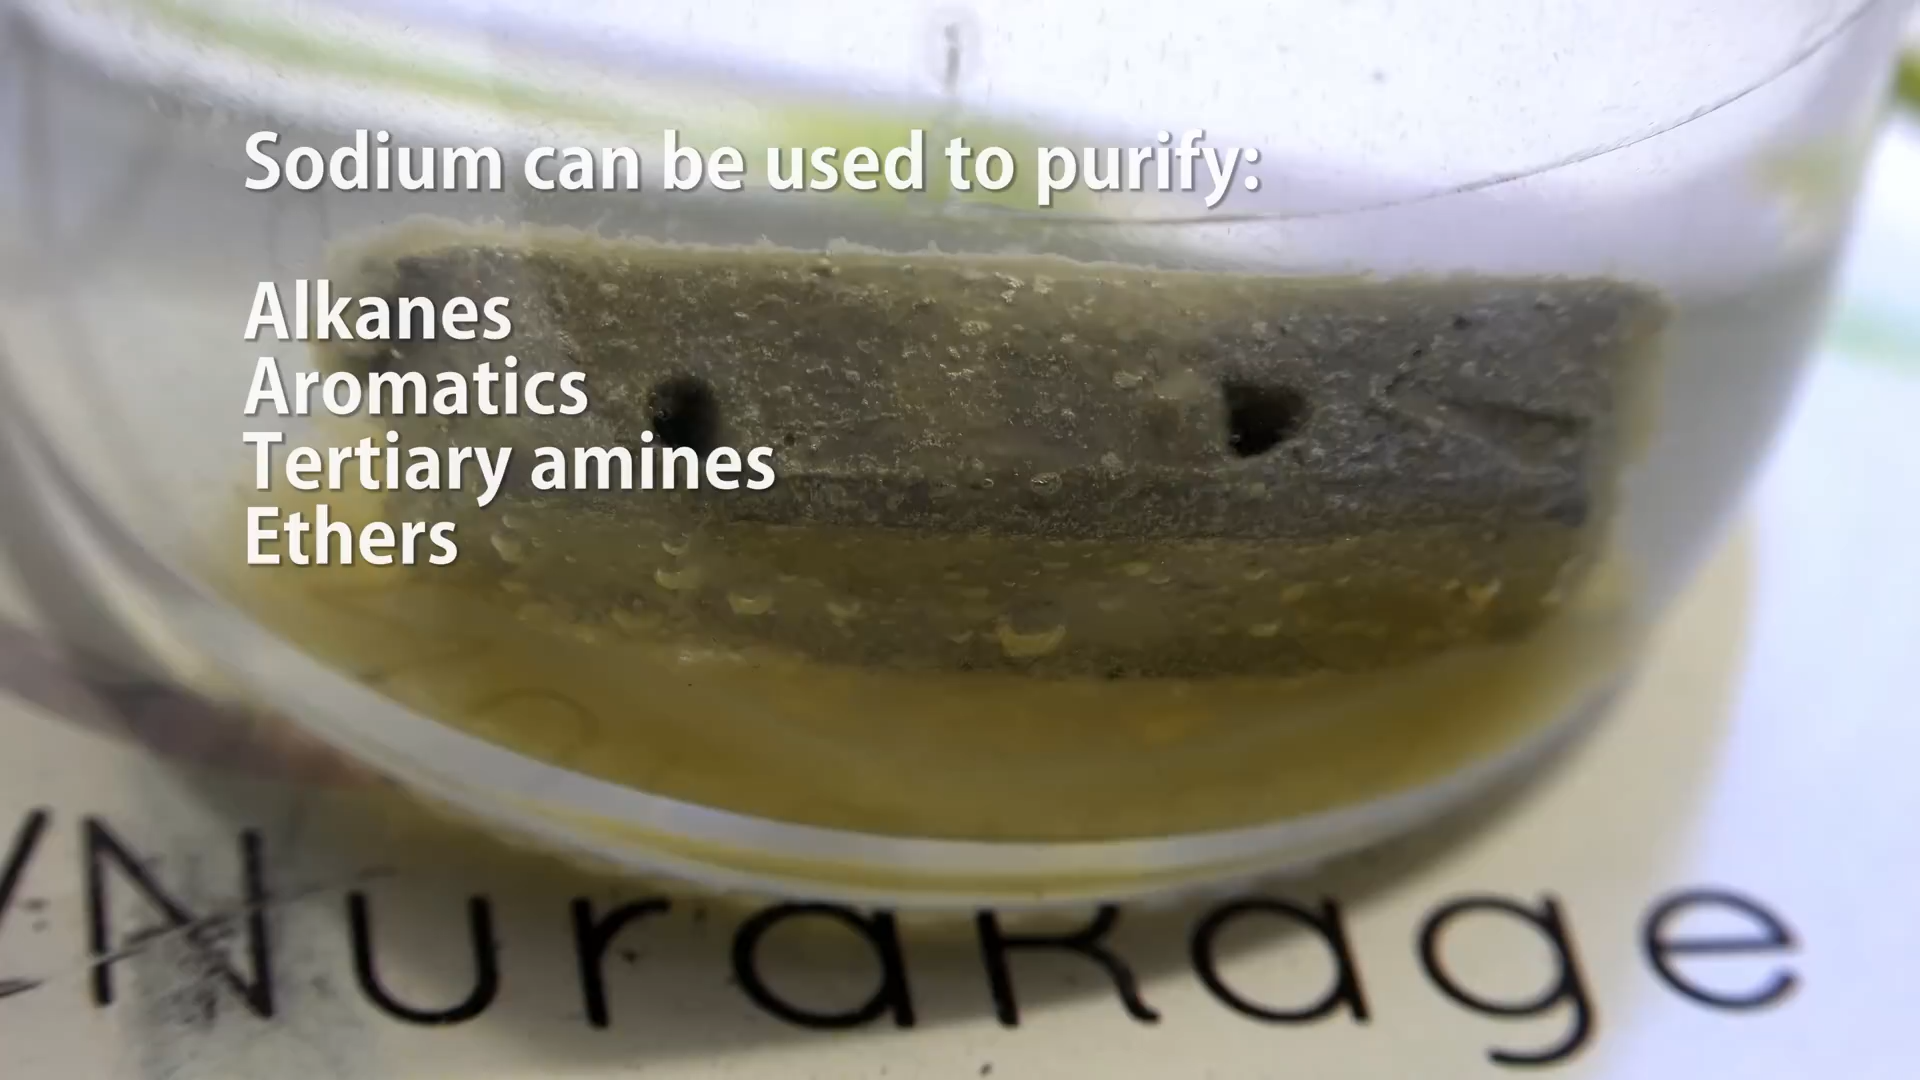 Sodium can be used to purify:
Alkanes
Aromatics
Tertiary amines
Ethers
/NurdRage